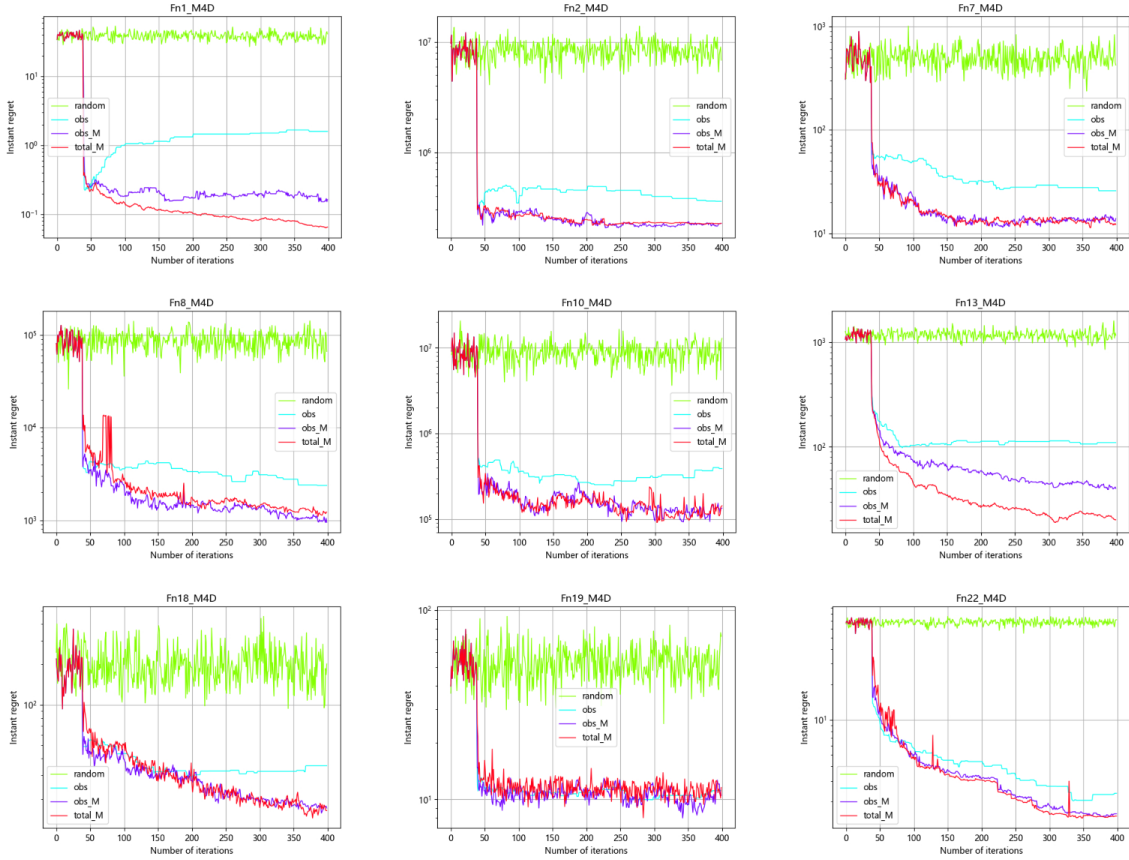 Fn1_M4D
Instant regret
10^1
10^0
10^-1
random
obs
obs_M
total_M
0 50 100 150 200 250 300 350 400
Number of iterations
Fn2_M4D
Instant regret
10^7
10^6
random
obs
obs_M
total_M
0 50 100 150 200 250 300 350 400
Number of iterations
Fn7_M4D
Instant regret
10^3
10^2
10^1
random
obs
obs_M
total_M
0 50 100 150 200 250 300 350 400
Number of iterations
Fn8_M4D
Instant regret
10^5
10^4
10^3
random
obs
obs_M
total_M
0 50 100 150 200 250 300 350 400
Number of iterations
Fn10_M4D
Instant regret
10^7
10^6
10^5
random
obs
obs_M
total_M
0 50 100 150 200 250 300 350 400
Number of iterations
Fn13_M4D
Instant regret
10^3
10^2
random
obs
obs_M
total_M
0 50 100 150 200 250 300 350 400
Number of iterations
Fn18_M4D
Instant regret
10^2
random
obs
obs_M
total_M
0 50 100 150 200 250 300 350 400
Number of iterations
Fn19_M4D
Instant regret
10^2
10^1
random
obs
obs_M
total_M
0 50 100 150 200 250 300 350 400
Number of iterations
Fn22_M4D
Instant regret
10^1
random
obs
obs_M
total_M
0 50 100 150 200 250 300 350 400
Number of iterations